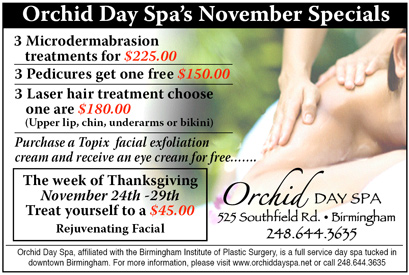 Orchid Day Spa's November Specials
3 Microdermabrasion
treatments for $225.00
3 Pedicures get one free $150.00
3 Laser hair treatment choose
one are $180.00
(Upper lip, chin, underarms or bikini)
Purchase a Topix facial exfoliation
cream and receive an eye cream for free.......
The week of Thanksgiving
November 24th -29th
Treat yourself to a $45.00
Rejuvenating Facial
Orchid DAY SPA
525 Southfield Rd. • Birmingham
248.644.3635
Orchid Day Spa, affiliated with the Birmingham Institute of Plastic Surgery, is a full service day spa tucked in
downtown Birmingham. For more information, please visit www.orchiddayspa.net or call 248.644.3635